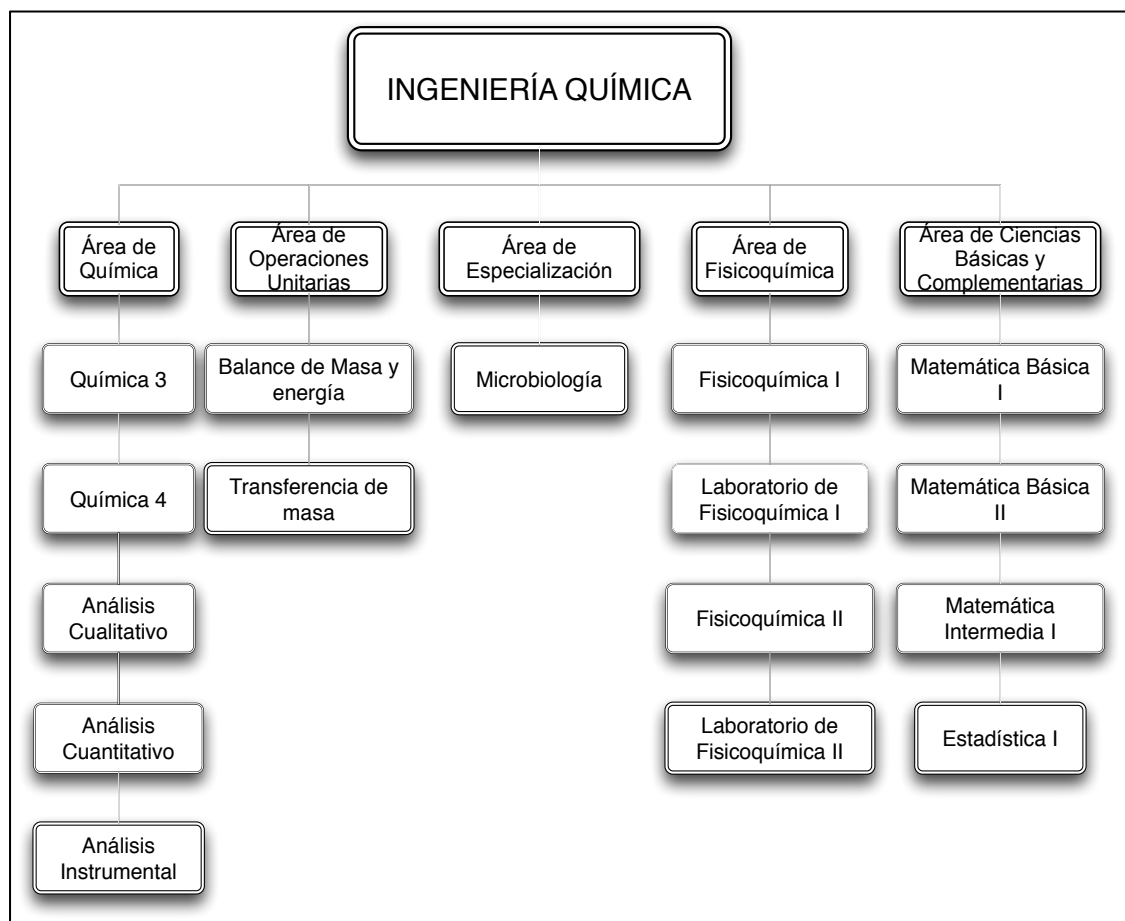 INGENIERÍA QUÍMICA
Área de
Química
Área de
Operaciones
Unitarias
Área de
Especialización
Área de
Fisicoquímica
Área de Ciencias
Básicas y
Complementarias
Química 3
Balance de Masa y
energía
Microbiología
Fisicoquímica I
Matemática Básica
I
Química 4
Transferencia de
masa
Laboratorio de
Fisicoquímica I
Matemática Básica
II
Análisis
Cualitativo
Fisicoquímica II
Matemática
Intermedia I
Análisis
Cuantitativo
Laboratorio de
Fisicoquímica II
Estadística I
Análisis
Instrumental